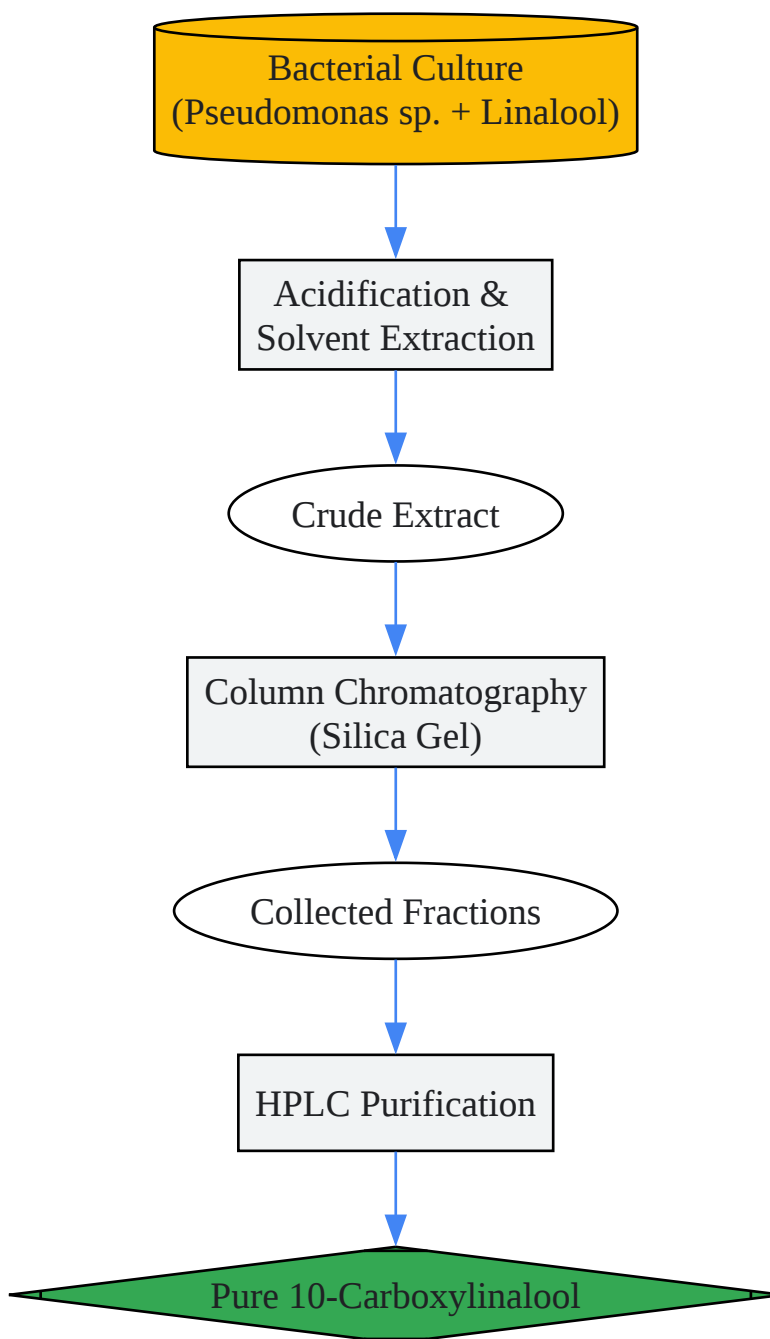 Bacterial Culture
(Pseudomonas sp. + Linalool)
Acidification &
Solvent Extraction
Crude Extract
Column Chromatography
(Silica Gel)
Collected Fractions
HPLC Purification
Pure 10-Carboxylinalool